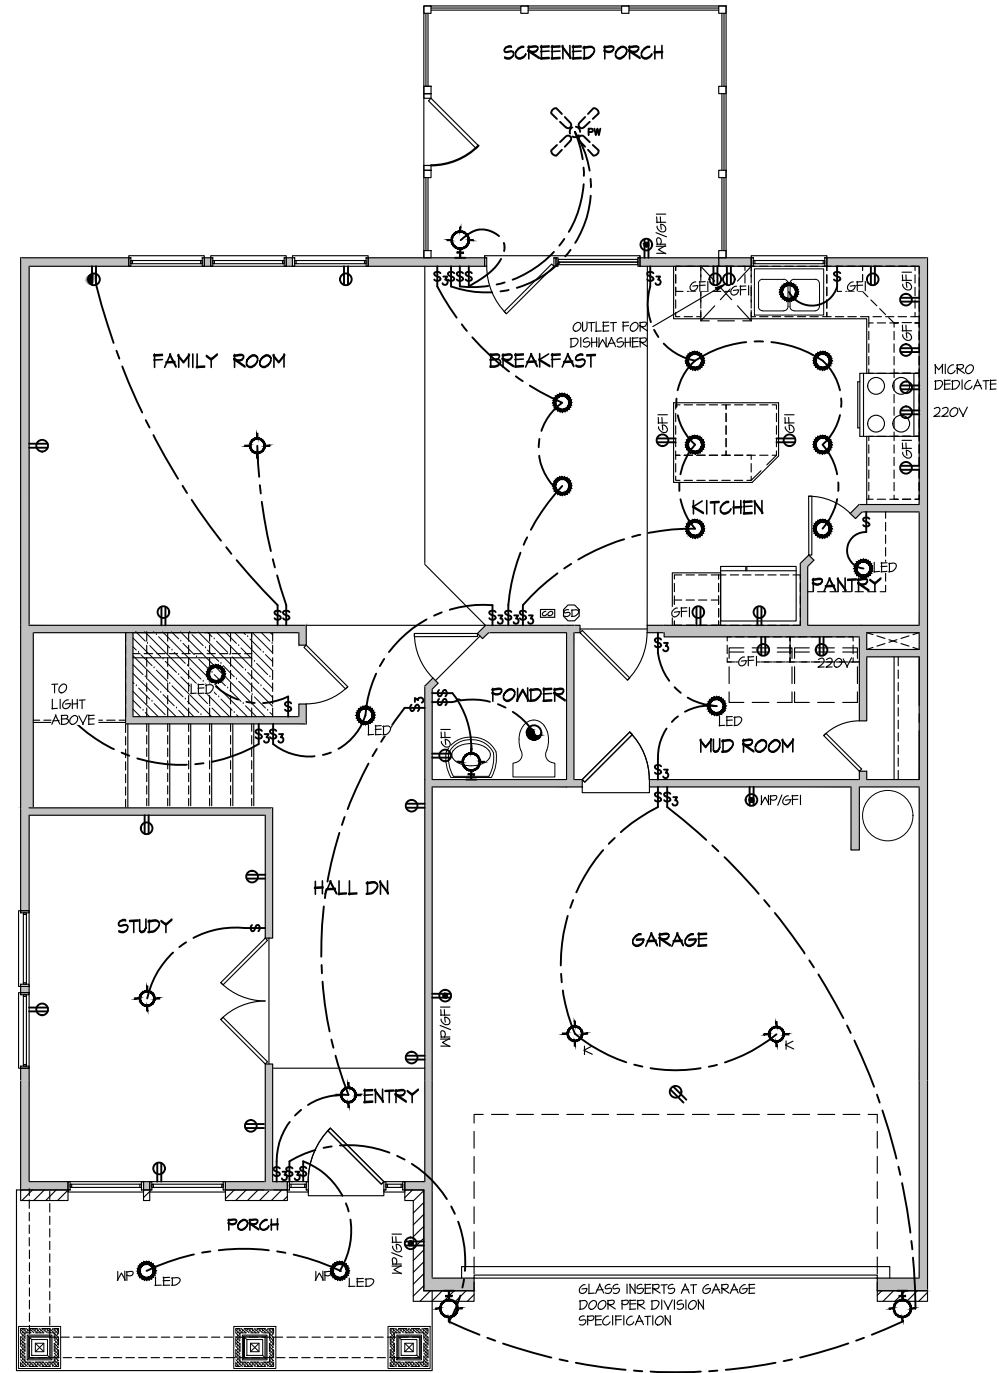 SCREENED PORCH
PW
WP/GFI
$3 $ $ $ $
$3
$
GFI
GFI
GFI
GFI
OUTLET FOR
DISHWASHER
GFI
FAMILY ROOM
BREAKFAST
MICRO
DEDICATE
220V
GFI
GFI
GFI
KITCHEN
$
LED
PANTRY
$$
$3 $3 $3
SD
GFI
$3
GFI
220V
TO
LIGHT
ABOVE
LED
$
$3 $3
LED
$3
$$
POWDER
GFI
LED
MUD ROOM
$3
$$3
WP/GFI
HALL DN
STUDY
$
GARAGE
WP/GFI
K
K
ENTRY
$3 $3 $
PORCH
WP
LED
WP
LED
WP/GFI
GLASS INSERTS AT GARAGE
DOOR PER DIVISION
SPECIFICATION